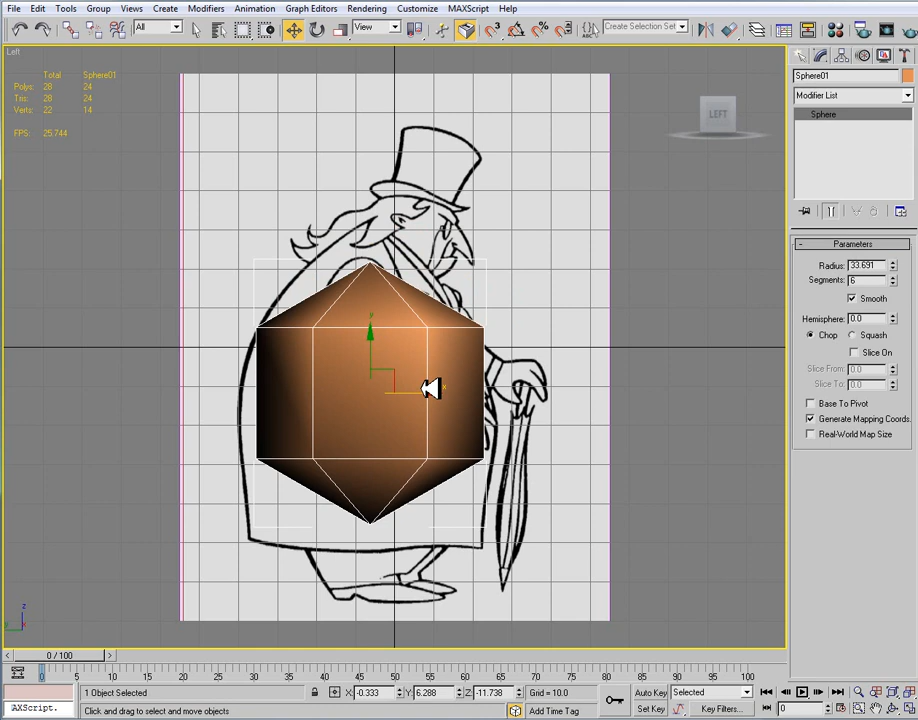 File Edit Tools Group Views Create Modifiers Animation Graph Editors Rendering Customize MAXScript Help
All View 3 Create Selection Set
Left
Total Sphere01
Polys: 28 24
Tris: 28 24
Verts: 22 14
FPS: 25.744
LEFT
Sphere01
Modifier List
Sphere
- Parameters
Radius: 33.691
Segments: 6
Smooth
Hemisphere: 0.0
Chop Squash
Slice On
Slice From: 0.0
Slice To: 0.0
Base To Pivot
Generate Mapping Coords.
Real-World Map Size
y
x
z
y x
< 0 / 100 >
0 5 10 15 20 25 30 35 40 45 50 55 60 65 70 75 80 85 90 95 100
1 Object Selected X: -0.333 Y: 6.288 Z: -11.738 Grid = 10.0 Auto Key Selected
AXScript. Click and drag to select and move objects Add Time Tag Set Key Key Filters... 0